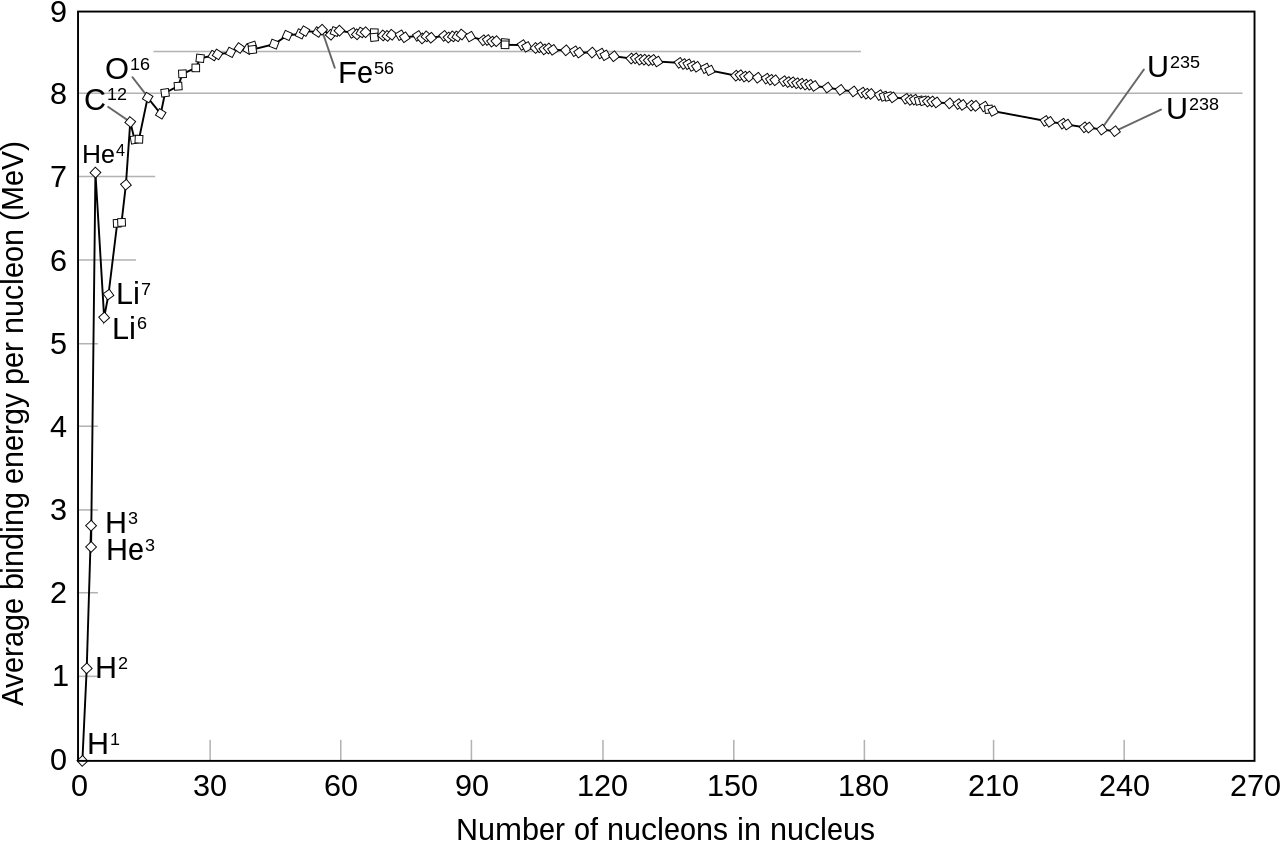 9
O16
Fe56
U235
8
C12
U238
He4
7
6
Li7
Li6
5
4
3
H3
He3
2
H2
1
H1
0
0 30 60 90 120 150 180 210 240 270
Number of nucleons in nucleus
Average binding energy per nucleon (MeV)